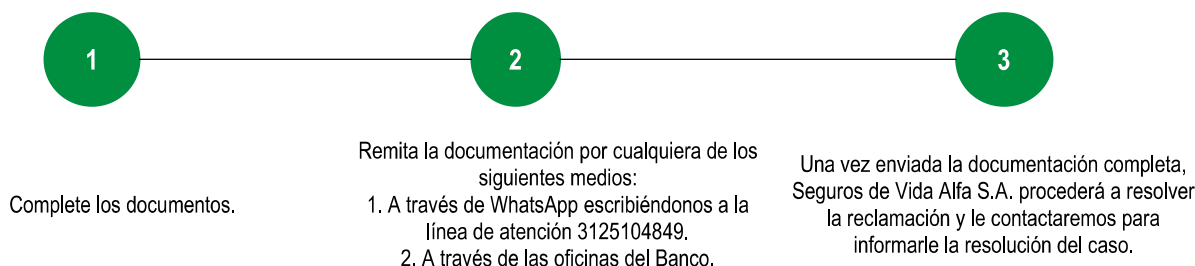 1
2
3
Complete los documentos.
Remita la documentación por cualquiera de los
siguientes medios:
1. A través de WhatsApp escribiéndonos a la
línea de atención 3125104849.
2. A través de las oficinas del Banco.
Una vez enviada la documentación completa,
Seguros de Vida Alfa S.A. procederá a resolver
la reclamación y le contactaremos para
informarle la resolución del caso.